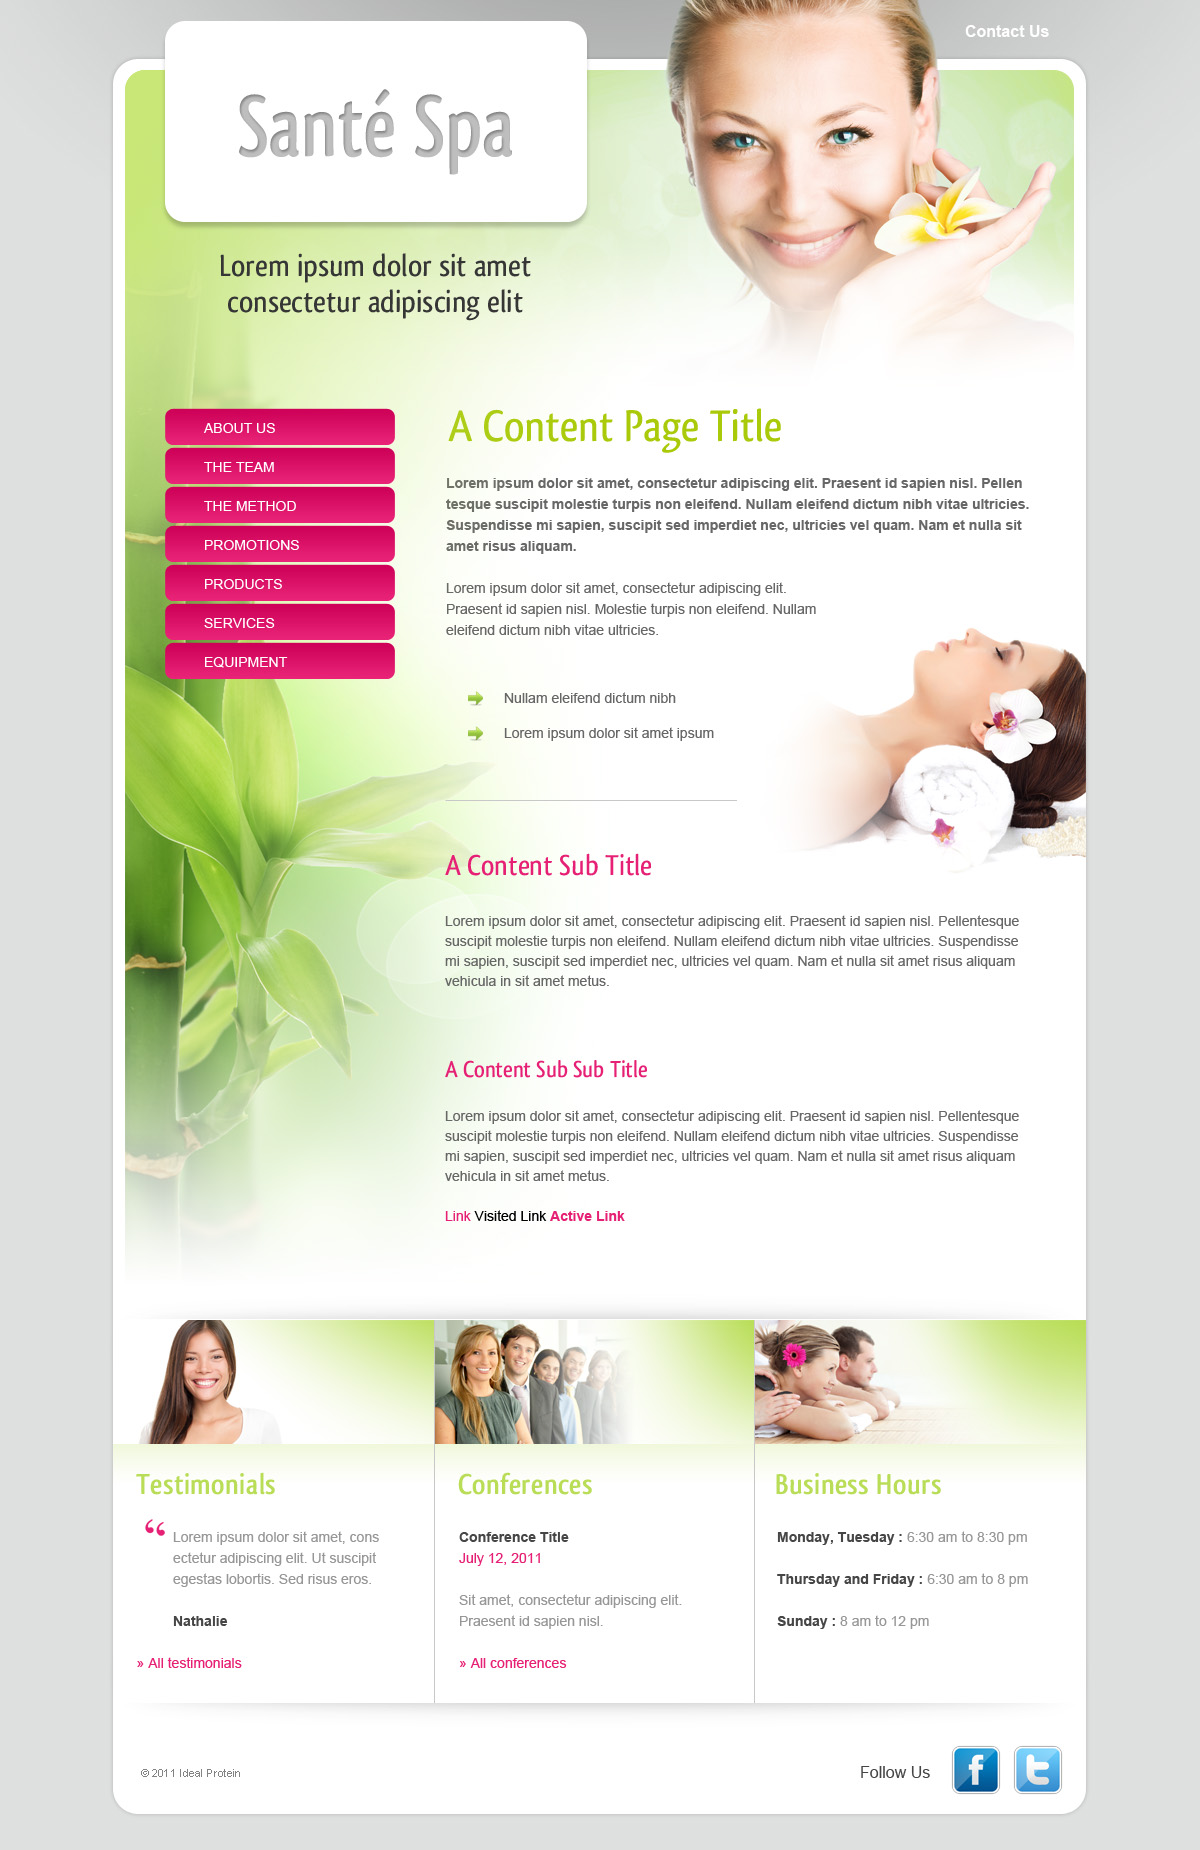 Contact Us
Santé Spa
Lorem ipsum dolor sit amet
consectetur adipiscing elit
ABOUT US
THE TEAM
THE METHOD
PROMOTIONS
PRODUCTS
SERVICES
EQUIPMENT
A Content Page Title
Lorem ipsum dolor sit amet, consectetur adipiscing elit. Praesent id sapien nisl. Pellen
tesque suscipit molestie turpis non eleifend. Nullam eleifend dictum nibh vitae ultricies.
Suspendisse mi sapien, suscipit sed imperdiet nec, ultricies vel quam. Nam et nulla sit
amet risus aliquam.
Lorem ipsum dolor sit amet, consectetur adipiscing elit.
Praesent id sapien nisl. Molestie turpis non eleifend. Nullam
eleifend dictum nibh vitae ultricies.
Nullam eleifend dictum nibh
Lorem ipsum dolor sit amet ipsum
A Content Sub Title
Lorem ipsum dolor sit amet, consectetur adipiscing elit. Praesent id sapien nisl. Pellentesque
suscipit molestie turpis non eleifend. Nullam eleifend dictum nibh vitae ultricies. Suspendisse
mi sapien, suscipit sed imperdiet nec, ultricies vel quam. Nam et nulla sit amet risus aliquam
vehicula in sit amet metus.
A Content Sub Sub Title
Lorem ipsum dolor sit amet, consectetur adipiscing elit. Praesent id sapien nisl. Pellentesque
suscipit molestie turpis non eleifend. Nullam eleifend dictum nibh vitae ultricies. Suspendisse
mi sapien, suscipit sed imperdiet nec, ultricies vel quam. Nam et nulla sit amet risus aliquam
vehicula in sit amet metus.
Link Visited Link Active Link
Testimonials
“ Lorem ipsum dolor sit amet, cons
ectetur adipiscing elit. Ut suscipit
egestas lobortis. Sed risus eros.
Nathalie
» All testimonials
Conferences
Conference Title
July 12, 2011
Sit amet, consectetur adipiscing elit.
Praesent id sapien nisl.
» All conferences
Business Hours
Monday, Tuesday : 6:30 am to 8:30 pm
Thursday and Friday : 6:30 am to 8 pm
Sunday : 8 am to 12 pm
© 2011 Ideal Protein
Follow Us
f
t